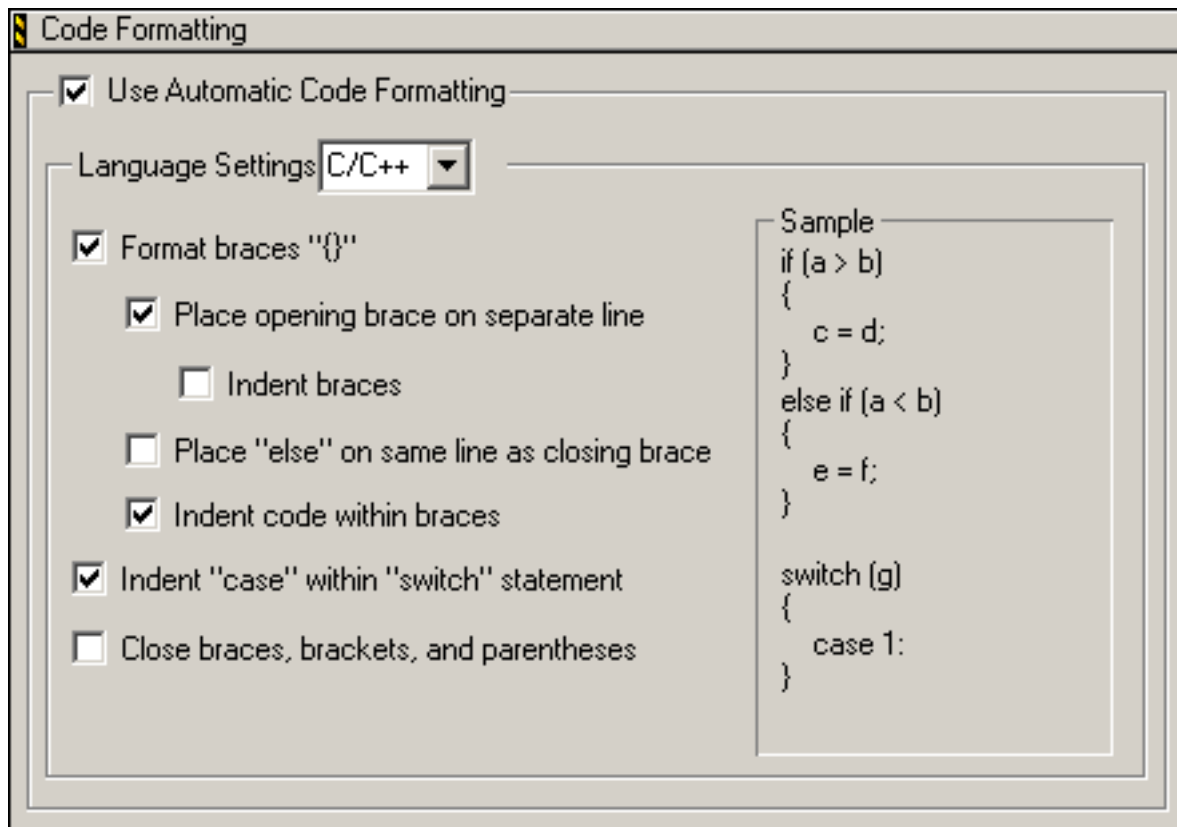 Code Formatting
Use Automatic Code Formatting
Language Settings C/C++
Format braces "{}"
Place opening brace on separate line
Indent braces
Place "else" on same line as closing brace
Indent code within braces
Indent "case" within "switch" statement
Close braces, brackets, and parentheses
Sample
if (a > b)
{
    c = d;
}
else if (a < b)
{
    e = f;
}

switch (g)
{
    case 1:
}